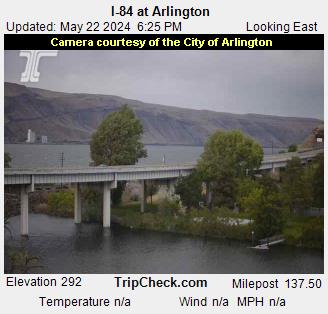 I-84 at Arlington
Updated: May 22 2024 6:25 PM Looking East
Camera courtesy of the City of Arlington
Elevation 292 TripCheck.com Milepost 137.50
Temperature n/a Wind n/a MPH n/a